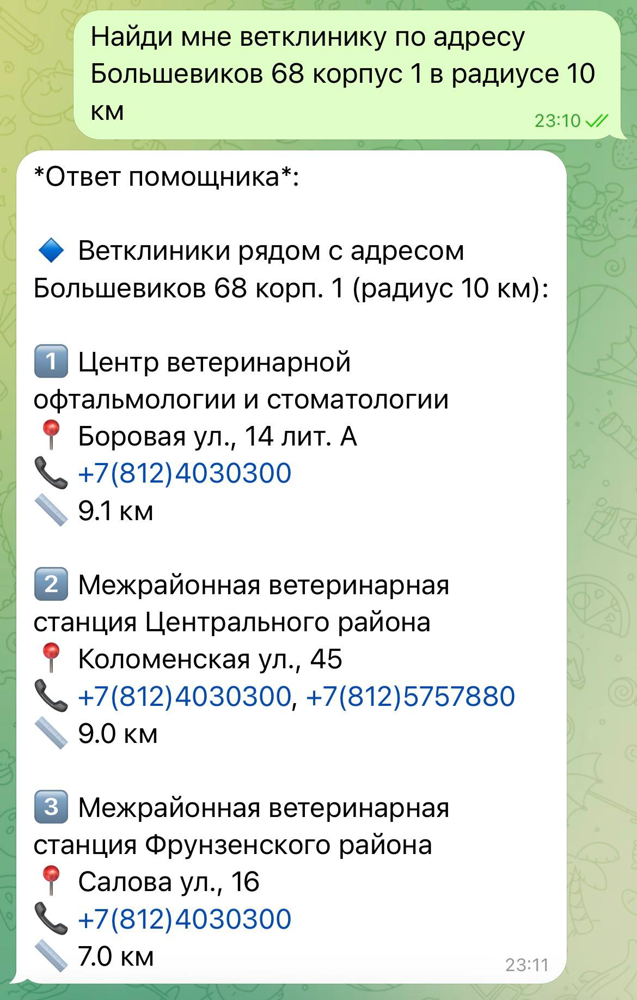 Найди мне ветклинику по адресу
Большевиков 68 корпус 1 в радиусе 10
км
23:10
*Ответ помощника*:
🔹 Ветклиники рядом с адресом
Большевиков 68 корп. 1 (радиус 10 км):
1️⃣ Центр ветеринарной
офтальмологии и стоматологии
📍 Боровая ул., 14 лит. А
📞 +7(812)4030300
📏 9.1 км
2️⃣ Межрайонная ветеринарная
станция Центрального района
📍 Коломенская ул., 45
📞 +7(812)4030300, +7(812)5757880
📏 9.0 км
3️⃣ Межрайонная ветеринарная
станция Фрунзенского района
📍 Салова ул., 16
📞 +7(812)4030300
📏 7.0 км
23:11